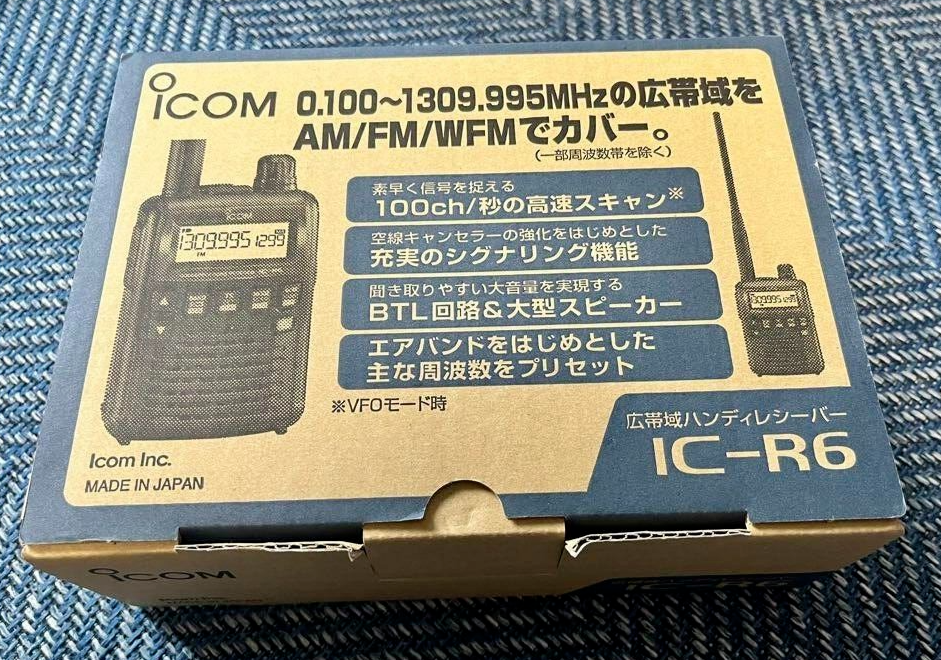 iCOM
0.100～1309.995MHzの広帯域を
AM/FM/WFMでカバー。
(一部周波数帯を除く)
iCOM
1309.995 1299
FM
素早く信号を捉える
100ch/秒の高速スキャン※
空線キャンセラーの強化をはじめとした
充実のシグナリング機能
聞き取りやすい大音量を実現する
BTL回路＆大型スピーカー
エアバンドをはじめとした
主な周波数をプリセット
※VFOモード時
広帯域ハンディレシーバー
IC-R6
Icom Inc.
MADE IN JAPAN
iCOM
IC-R6